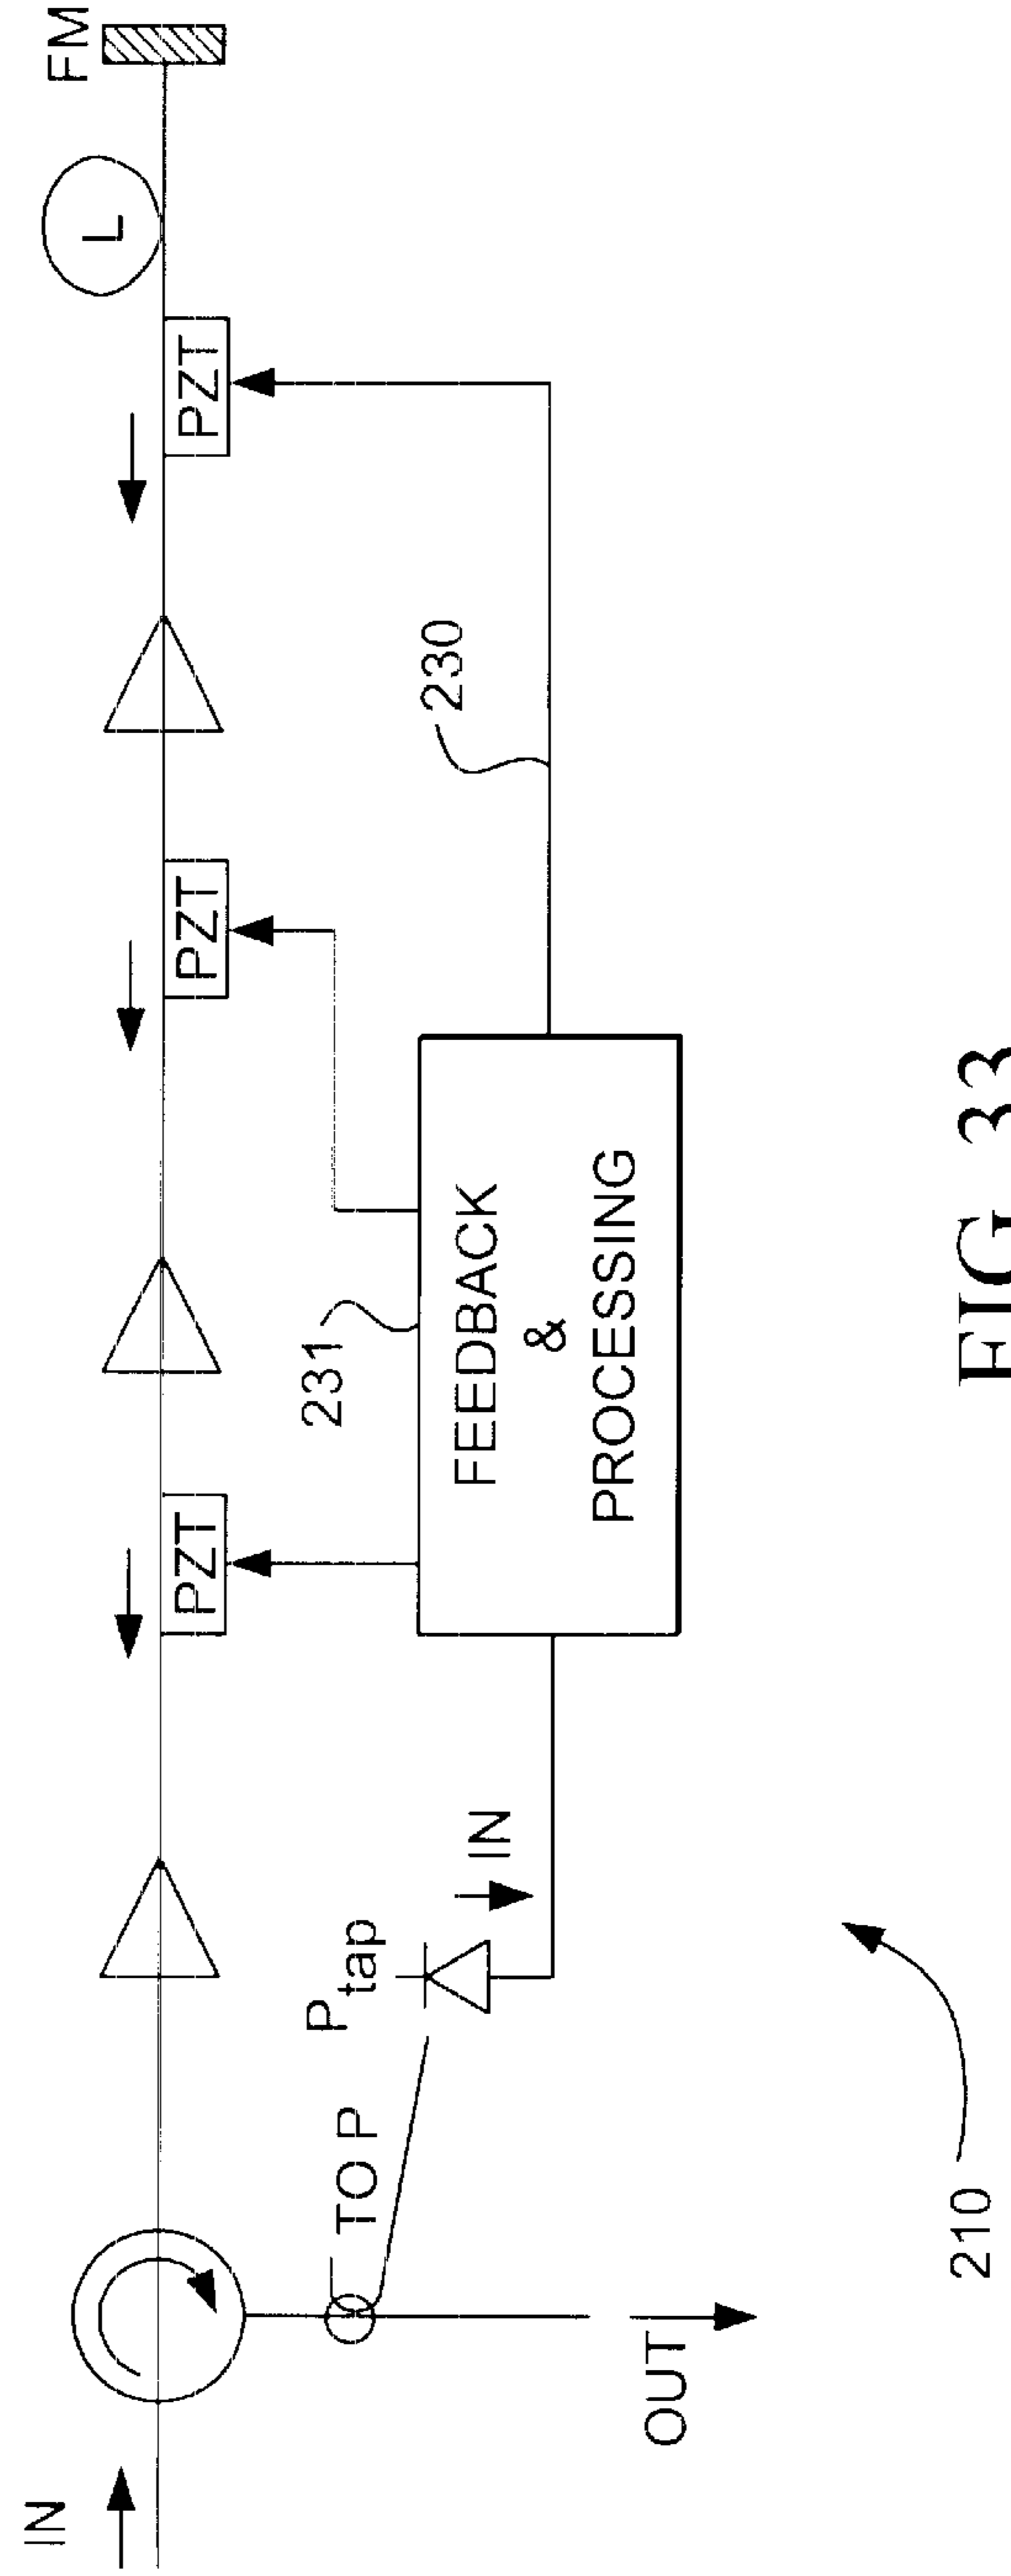 IN
FM
L
PZT
PZT
PZT
230
231
FEEDBACK
&
PROCESSING
TO P
P tap
IN
OUT
210
FIG. 33